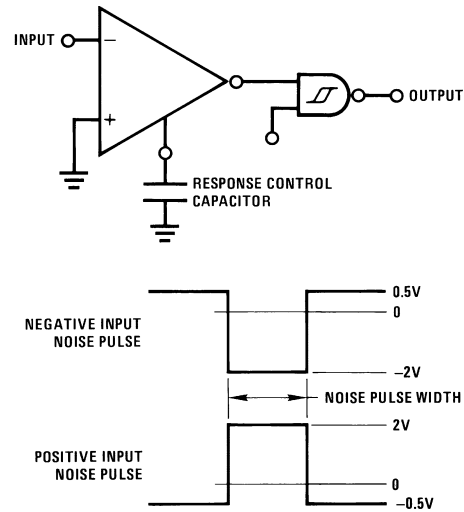 INPUT
−
+
OUTPUT
RESPONSE CONTROL
CAPACITOR
0.5V
0
NEGATIVE INPUT
NOISE PULSE
−2V
NOISE PULSE WIDTH
2V
POSITIVE INPUT
NOISE PULSE
0
−0.5V